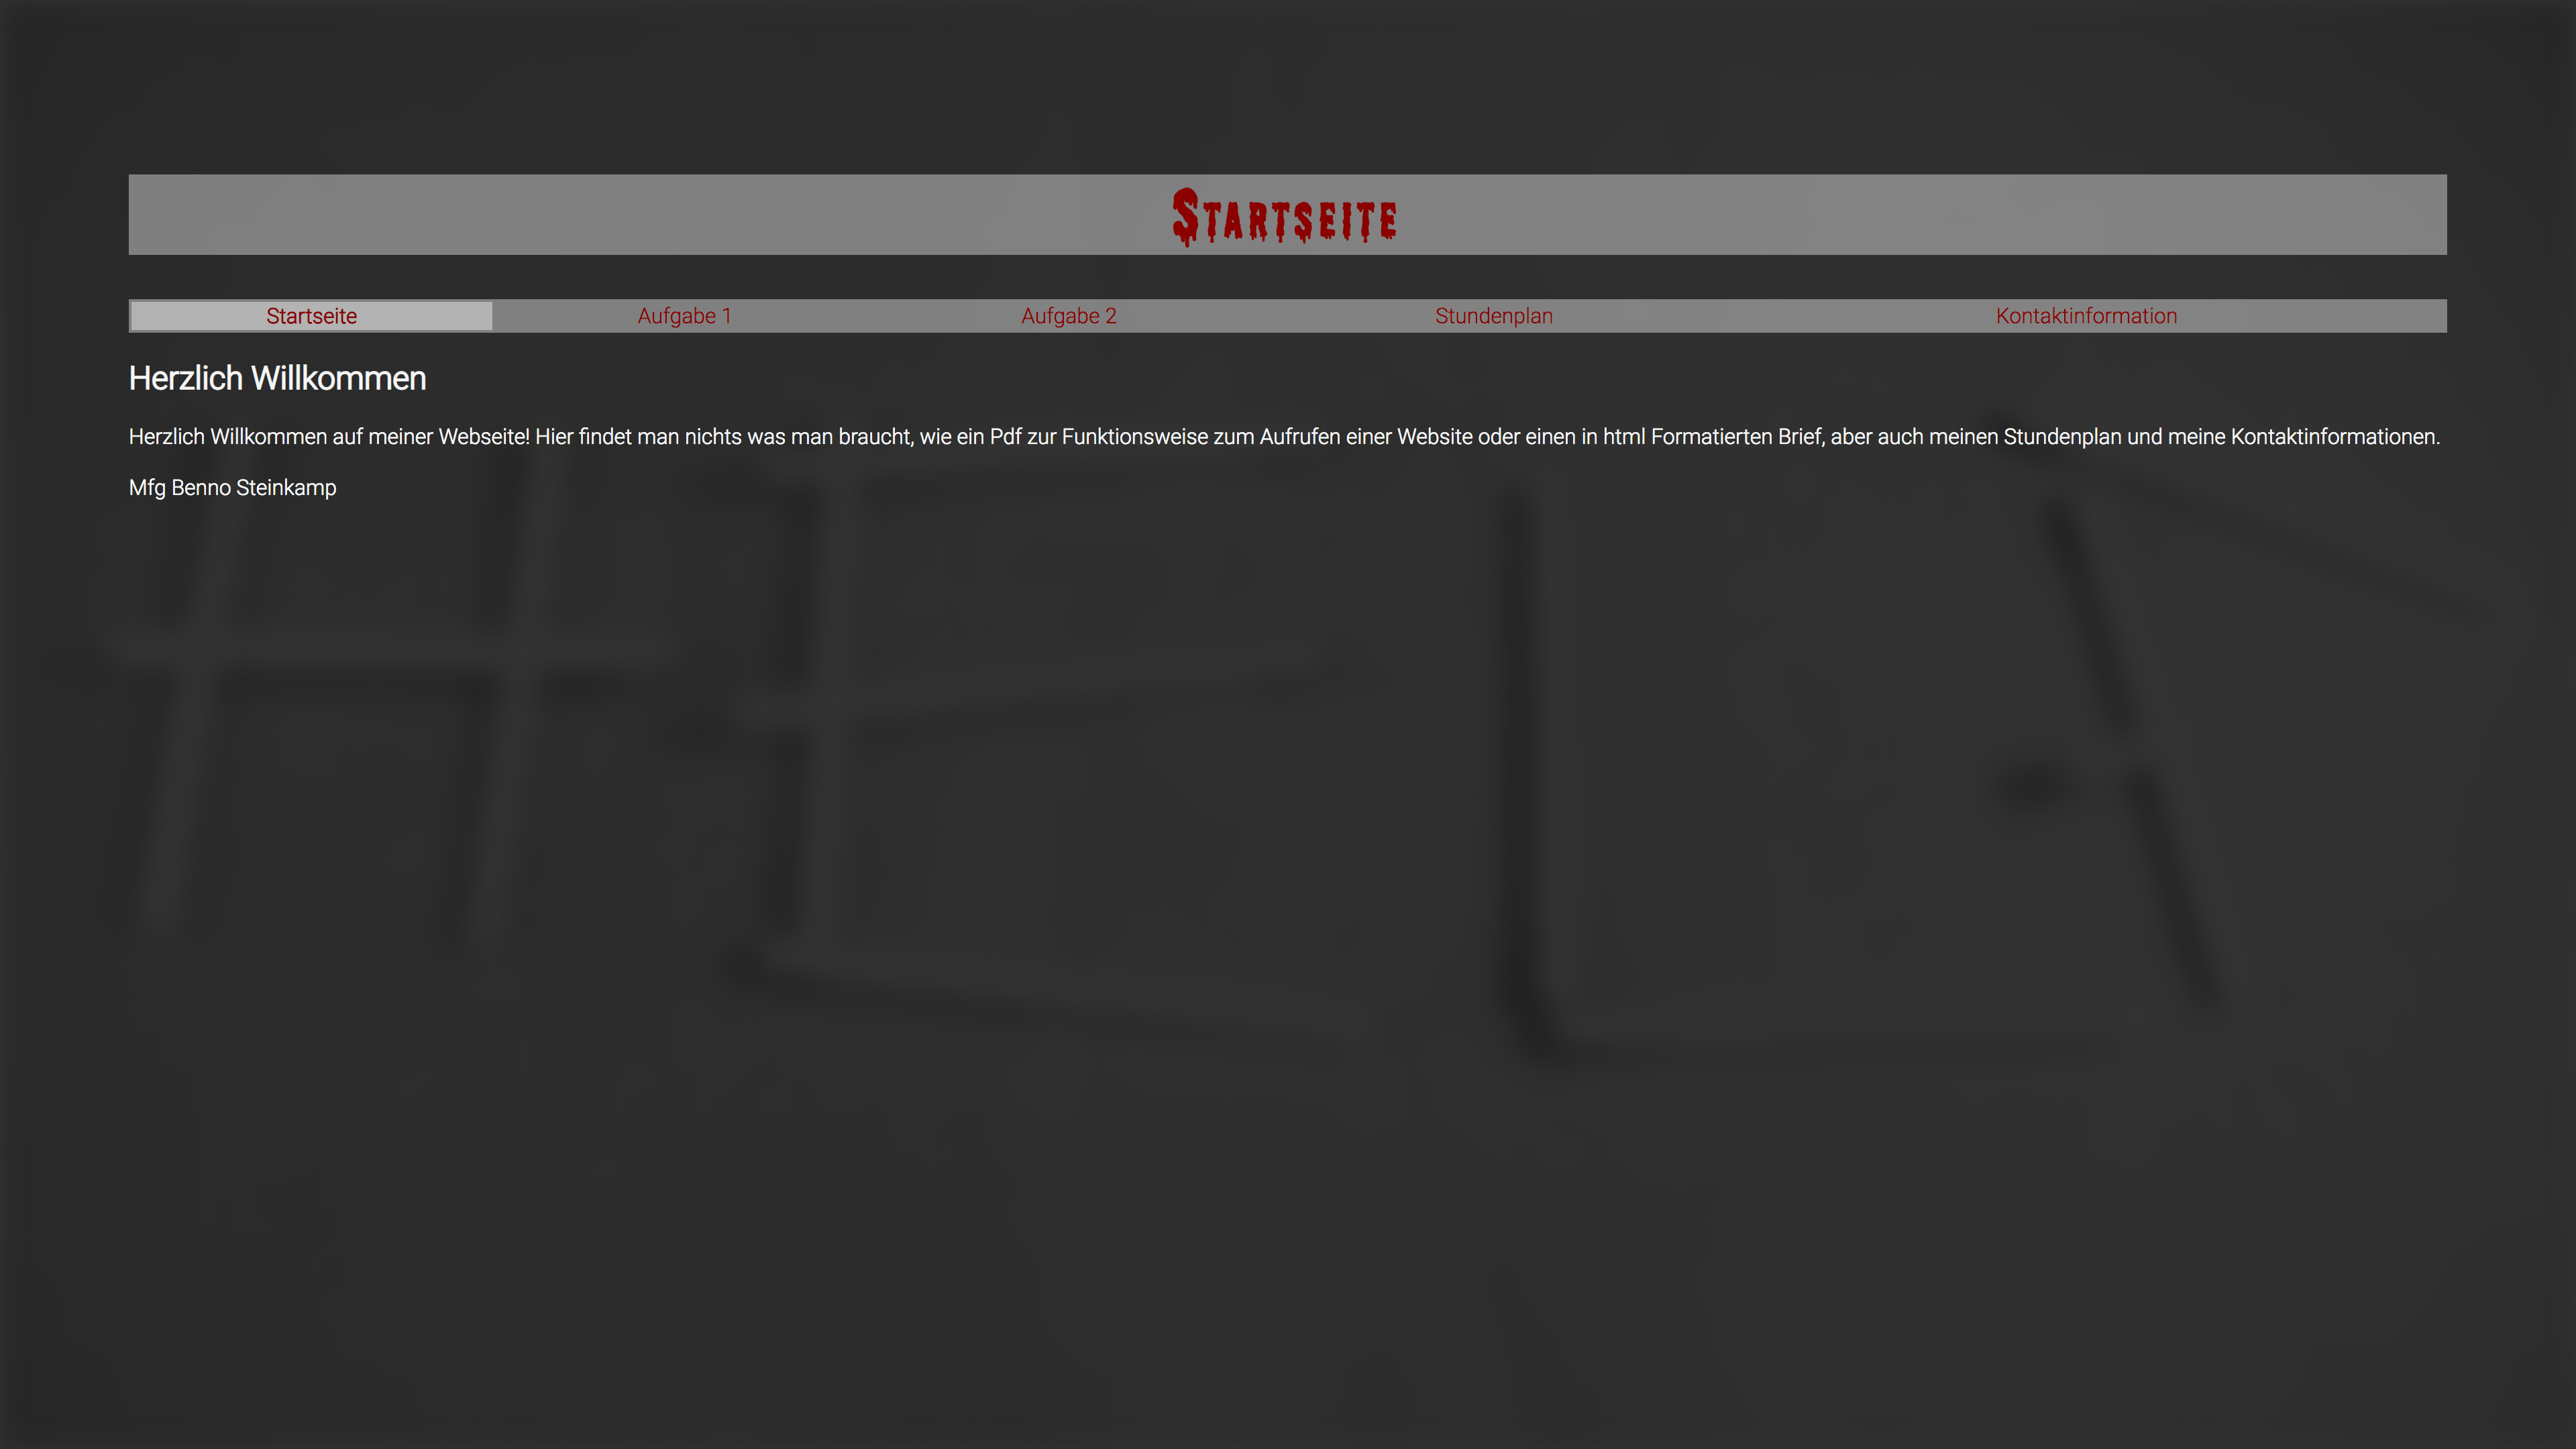 Startseite
Startseite Aufgabe 1 Aufgabe 2 Stundenplan Kontaktinformation
Herzlich Willkommen
Herzlich Willkommen auf meiner Webseite! Hier findet man nichts was man braucht, wie ein Pdf zur Funktionsweise zum Aufrufen einer Website oder einen in html Formatierten Brief, aber auch meinen Stundenplan und meine Kontaktinformationen.
Mfg Benno Steinkamp